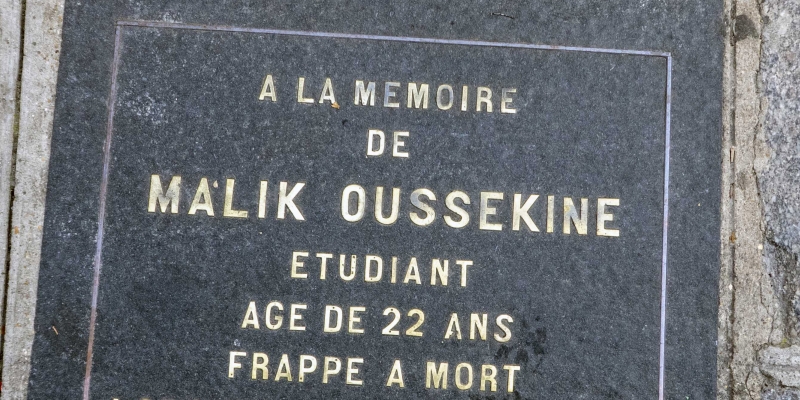 A LA MEMOIRE
DE
MALIK OUSSEKINE
ETUDIANT
AGE DE 22 ANS
FRAPPE A MORT